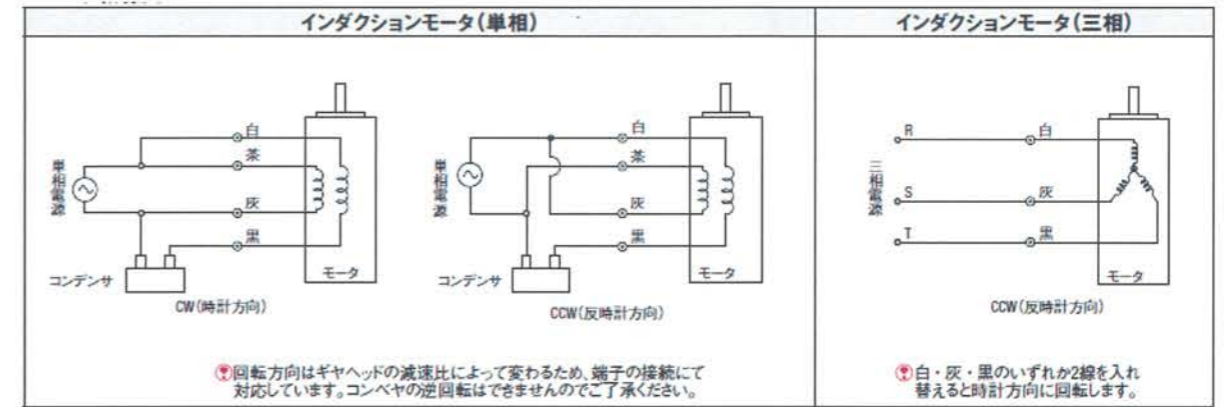 インダクションモータ(単相)
インダクションモータ(三相)
白
茶
灰
黒
単相電源
コンデンサ
モータ
CW(時計方向)
白
茶
灰
黒
単相電源
コンデンサ
モータ
CCW(反時計方向)
R
S
T
白
灰
黒
三相電源
モータ
CCW(反時計方向)
回転方向はギヤヘッドの減速比によって変わるため、端子の接続にて
対応しています。コンベヤの逆回転はできませんのでご了承ください。
白・灰・黒のいずれか2線を入れ
替えると時計方向に回転します。